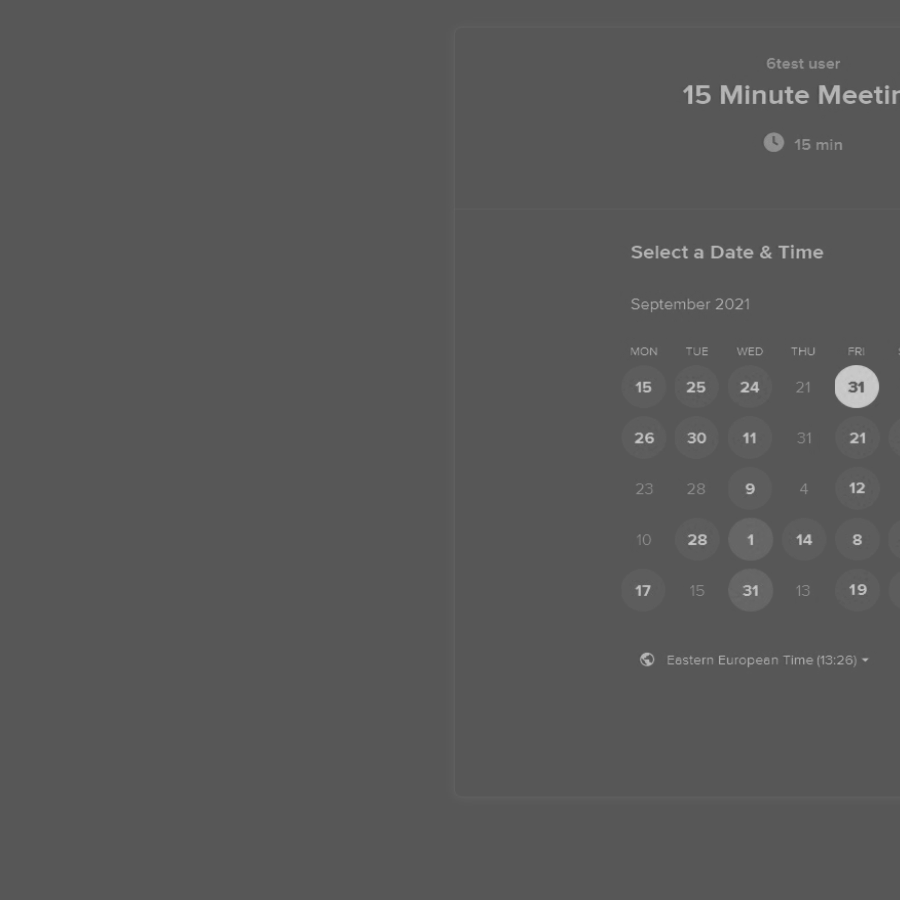 6test user
15 Minute Meetin
15 min
Select a Date & Time
September 2021
MON TUE WED THU FRI
15 25 24 21 31
26 30 11 31 21
23 28 9 4 12
10 28 1 14 8
17 15 31 13 19
Eastern European Time (13:26)